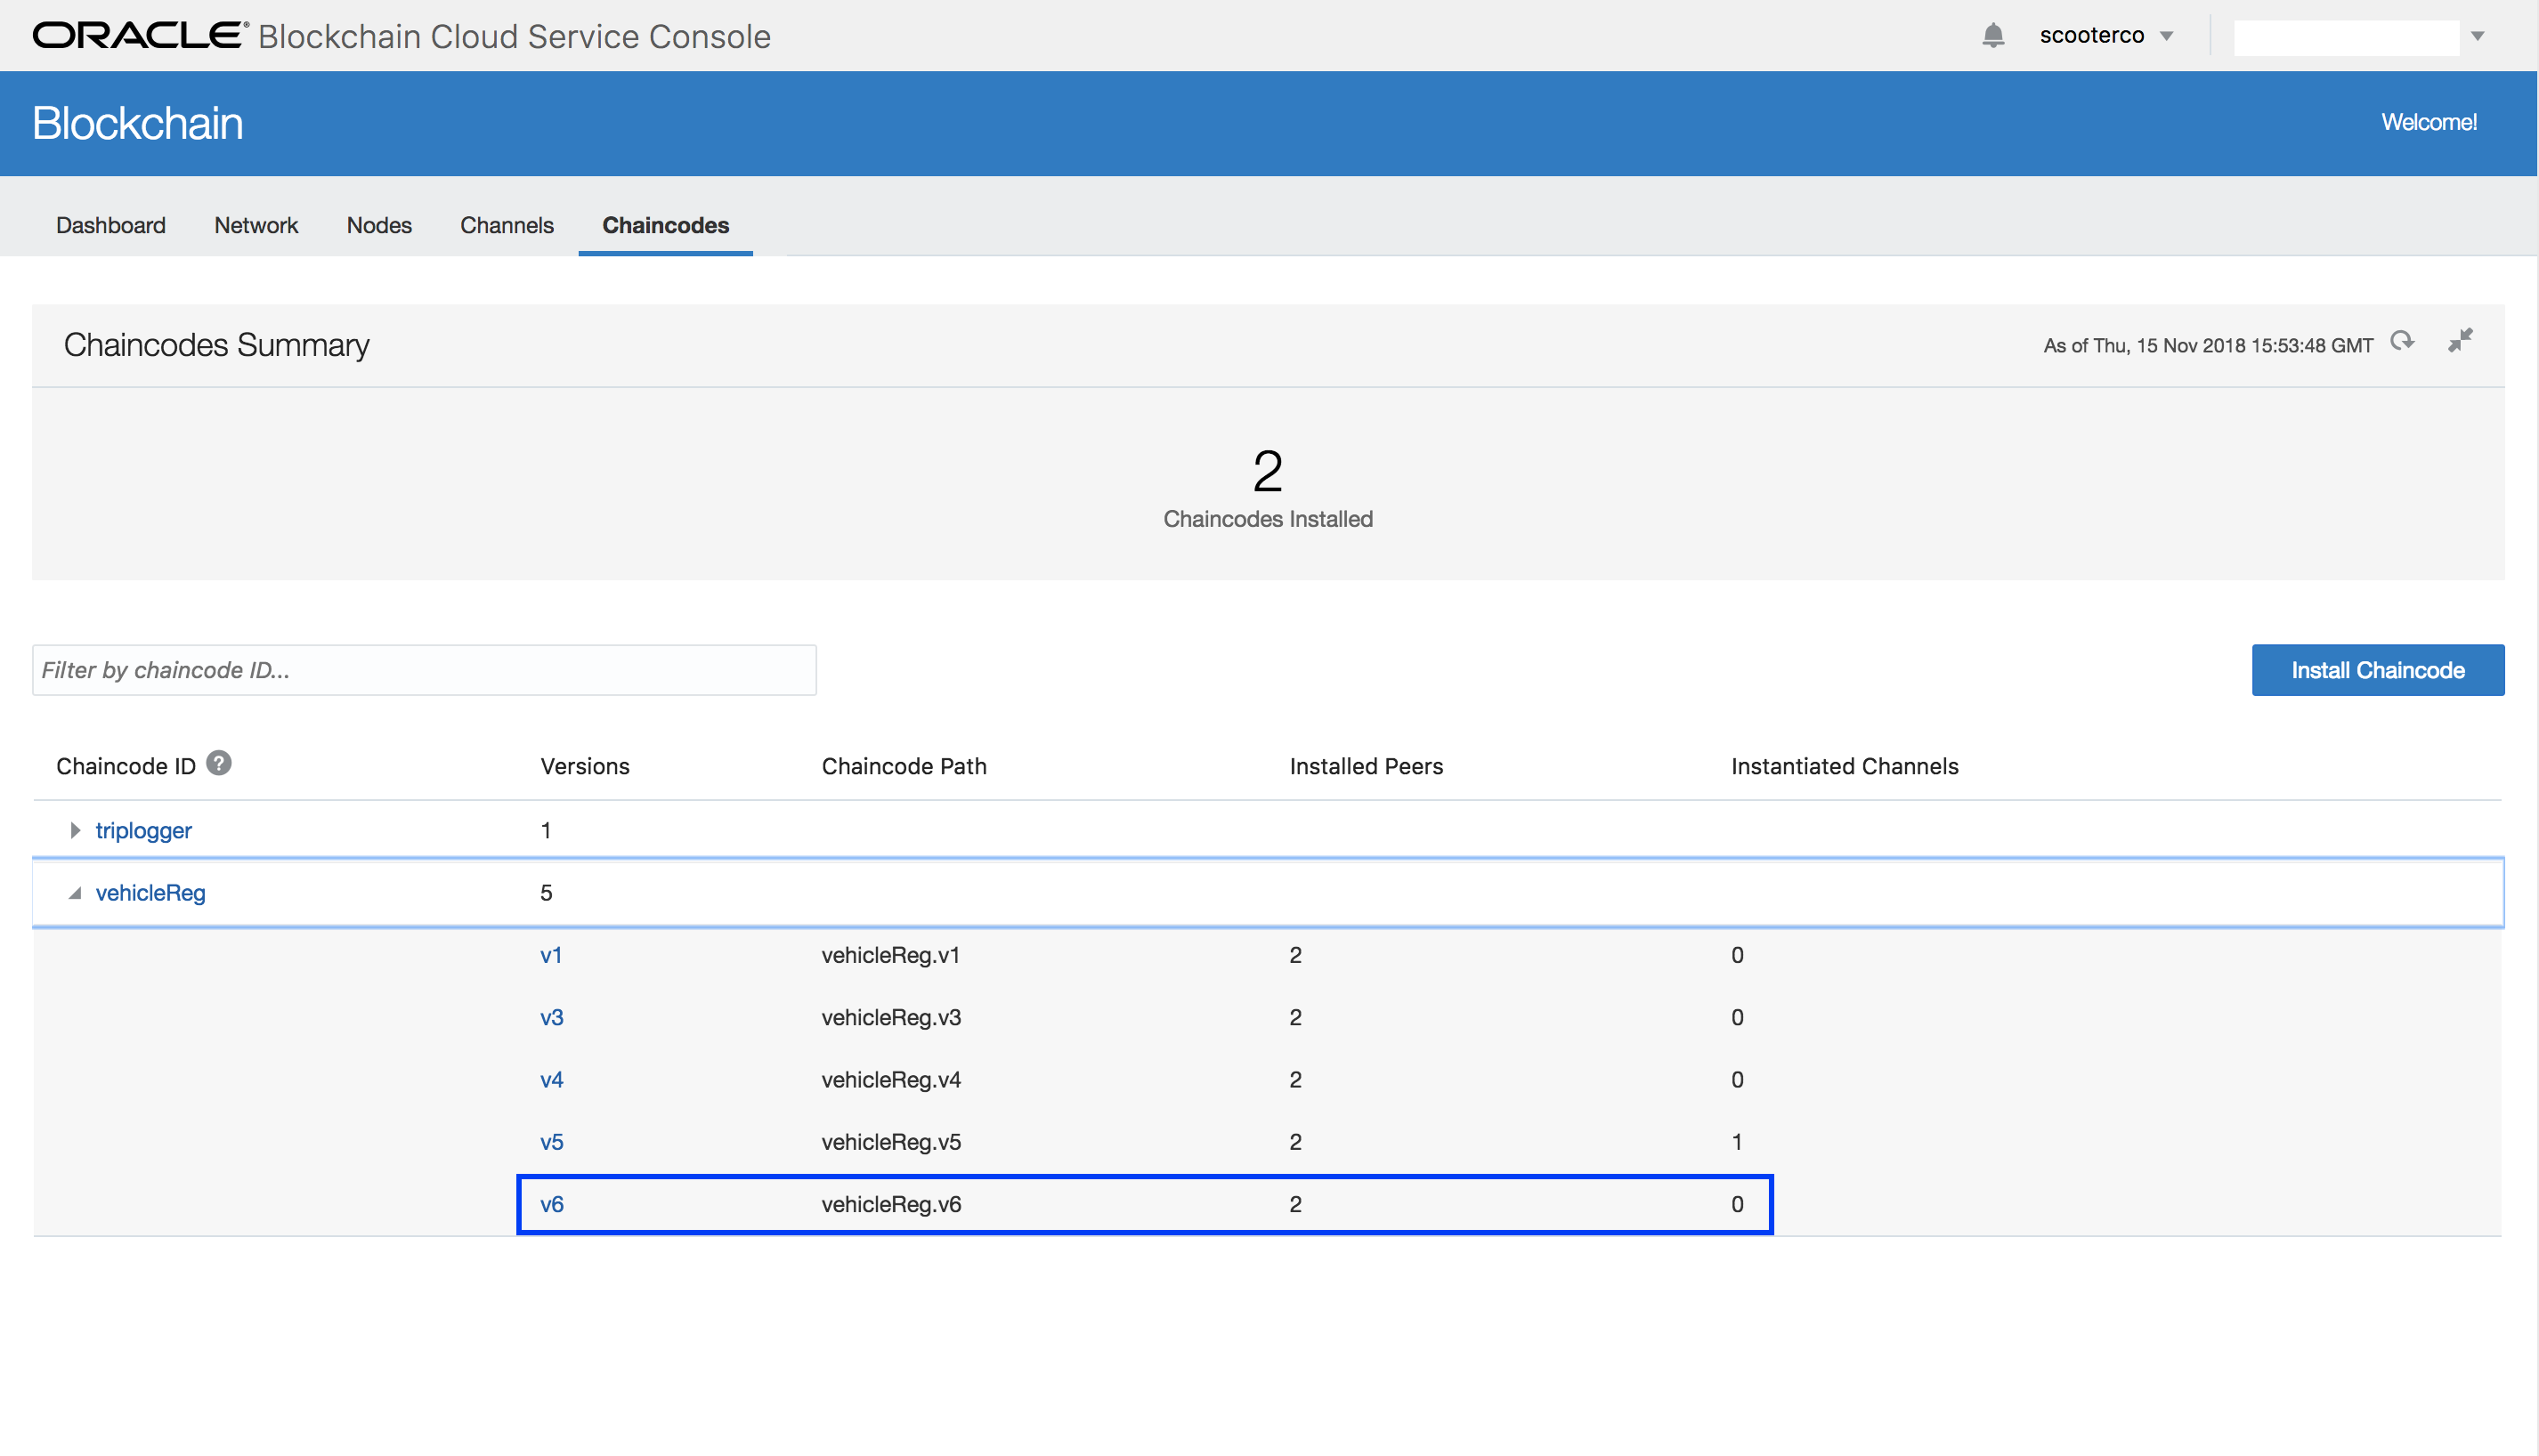 ORACLE® Blockchain Cloud Service Console
scooterco
Blockchain
Welcome!
Dashboard Network Nodes Channels Chaincodes
Chaincodes Summary
As of Thu, 15 Nov 2018 15:53:48 GMT
2
Chaincodes Installed
Filter by chaincode ID...
Install Chaincode
Chaincode ID ? Versions Chaincode Path Installed Peers Instantiated Channels
triplogger 1
vehicleReg 5
v1 vehicleReg.v1 2 0
v3 vehicleReg.v3 2 0
v4 vehicleReg.v4 2 0
v5 vehicleReg.v5 2 1
v6 vehicleReg.v6 2 0